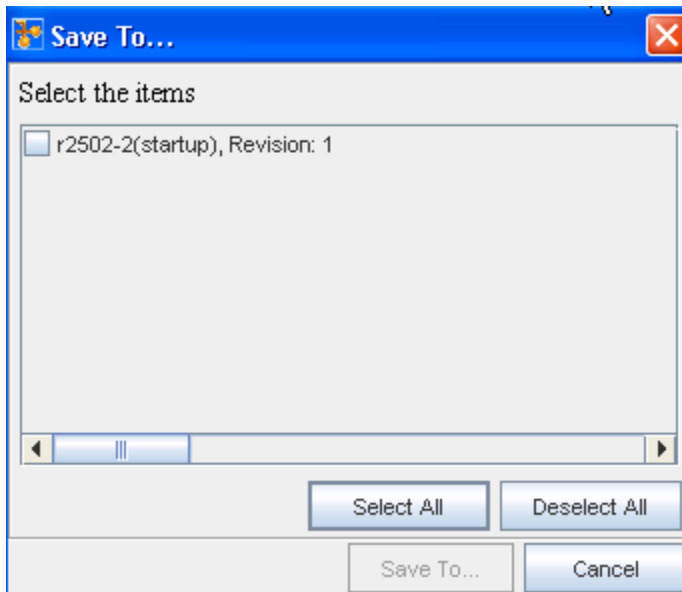 Save To...
Select the items
r2502-2(startup), Revision: 1
Select All Deselect All
Save To... Cancel